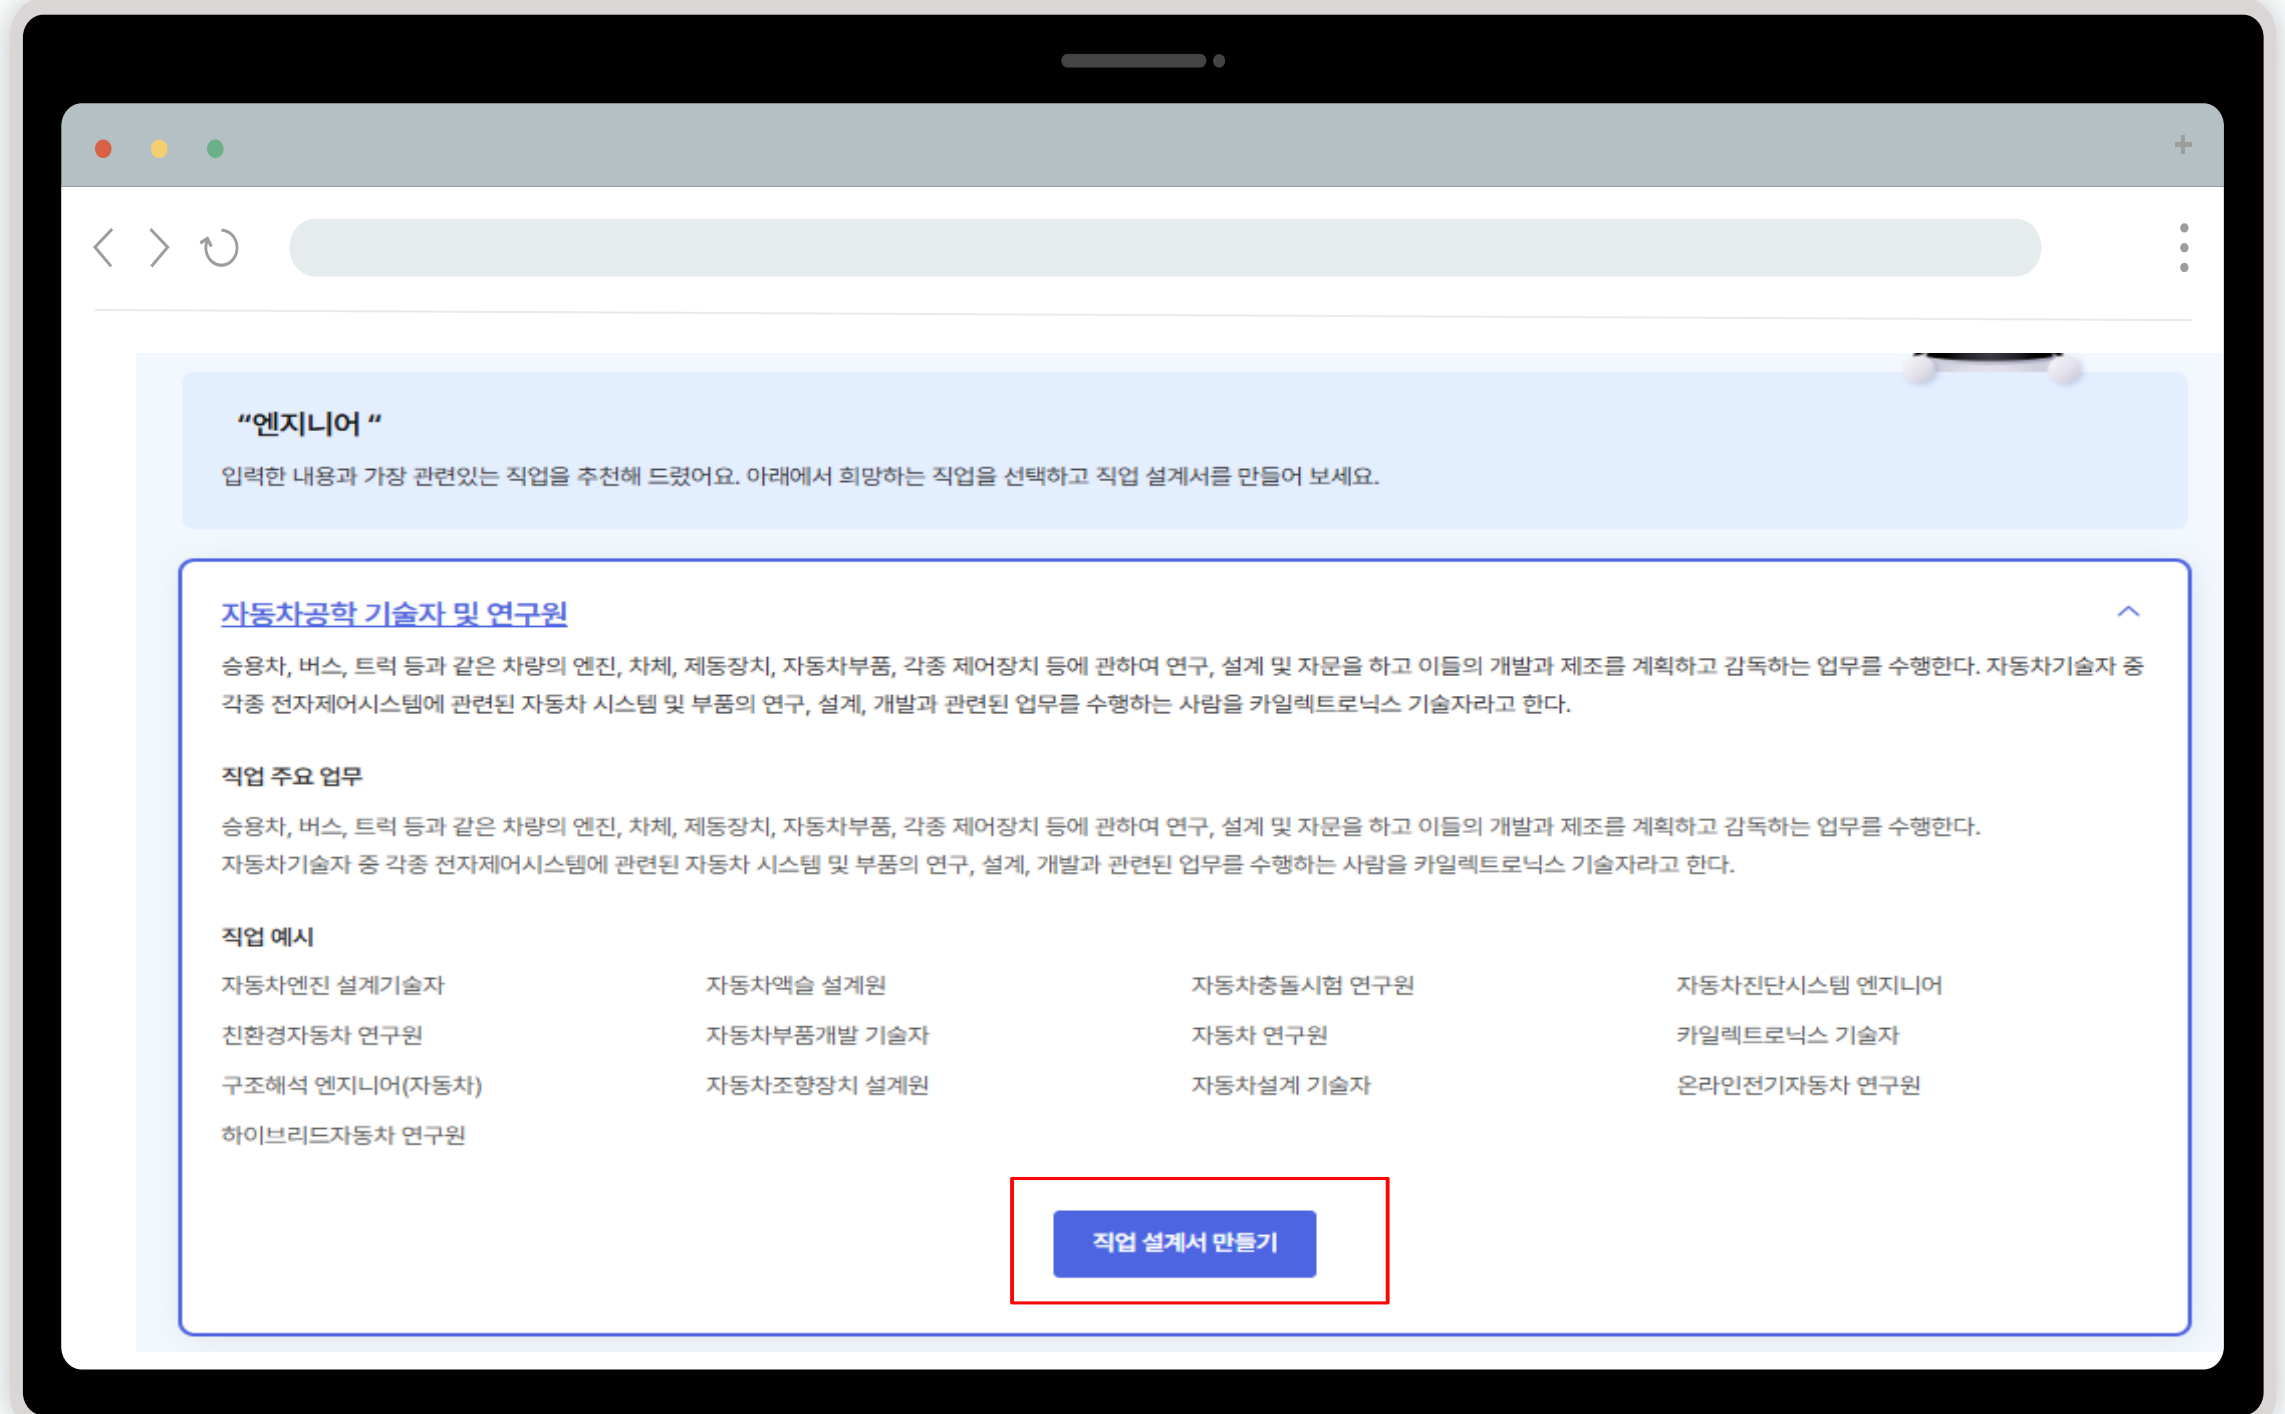 “엔지니어 “
입력한 내용과 가장 관련있는 직업을 추천해 드렸어요. 아래에서 희망하는 직업을 선택하고 직업 설계서를 만들어 보세요.
자동차공학 기술자 및 연구원
승용차, 버스, 트럭 등과 같은 차량의 엔진, 차체, 제동장치, 자동차부품, 각종 제어장치 등에 관하여 연구, 설계 및 자문을 하고 이들의 개발과 제조를 계획하고 감독하는 업무를 수행한다. 자동차기술자 중
각종 전자제어시스템에 관련된 자동차 시스템 및 부품의 연구, 설계, 개발과 관련된 업무를 수행하는 사람을 카일렉트로닉스 기술자라고 한다.
직업 주요 업무
승용차, 버스, 트럭 등과 같은 차량의 엔진, 차체, 제동장치, 자동차부품, 각종 제어장치 등에 관하여 연구, 설계 및 자문을 하고 이들의 개발과 제조를 계획하고 감독하는 업무를 수행한다.
자동차기술자 중 각종 전자제어시스템에 관련된 자동차 시스템 및 부품의 연구, 설계, 개발과 관련된 업무를 수행하는 사람을 카일렉트로닉스 기술자라고 한다.
직업 예시
자동차엔진 설계기술자 자동차액슬 설계원 자동차충돌시험 연구원 자동차진단시스템 엔지니어
친환경자동차 연구원 자동차부품개발 기술자 자동차 연구원 카일렉트로닉스 기술자
구조해석 엔지니어(자동차) 자동차조향장치 설계원 자동차설계 기술자 온라인전기자동차 연구원
하이브리드자동차 연구원
직업 설계서 만들기